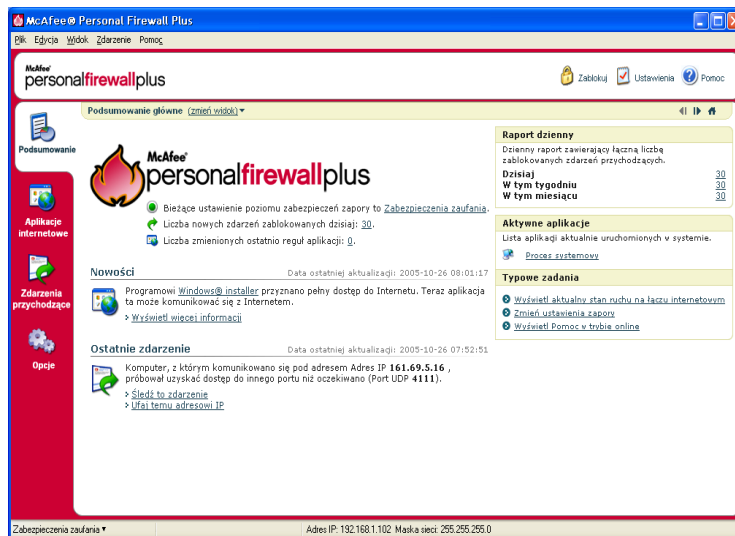 McAfee® Personal Firewall Plus
Plik Edycja Widok Zdarzenie Pomoc
McAfee®
personalfirewallplus
Zablokuj Ustawienia Pomoc
Podsumowanie główne (zmień widok)
Podsumowanie
Aplikacje
internetowe
Zdarzenia
przychodzące
Opcje
McAfee®
personalfirewallplus
Bieżące ustawienie poziomu zabezpieczeń zapory to Zabezpieczenia zaufania.
Liczba nowych zdarzeń zablokowanych dzisiaj: 30.
Liczba zmienionych ostatnio reguł aplikacji: 0.
Nowości Data ostatniej aktualizacji: 2005-10-26 08:01:17
Programowi Windows® installer przyznano pełny dostęp do Internetu. Teraz aplikacja
ta może komunikować się z Internetem.
Wyświetl więcej informacji
Ostatnie zdarzenie Data ostatniej aktualizacji: 2005-10-26 07:52:51
Komputer, z którym komunikowano się pod adresem Adres IP 161.69.5.16 ,
próbował uzyskać dostęp do innego portu niż oczekiwano (Port UDP 4111).
Śledź to zdarzenie
Ufaj temu adresowi IP
Raport dzienny
Dzienny raport zawierający łączną liczbę
zablokowanych zdarzeń przychodzących.
Dzisiaj 30
W tym tygodniu 30
W tym miesiącu 30
Aktywne aplikacje
Lista aplikacji aktualnie uruchomionych w systemie.
Proces systemowy
Typowe zadania
Wyświetl aktualny stan ruchu na łączu internetowym
Zmień ustawienia zapory
Wyświetl Pomoc w trybie online
Zabezpieczenia zaufania Adres IP: 192.168.1.102 Maska sieci: 255.255.255.0